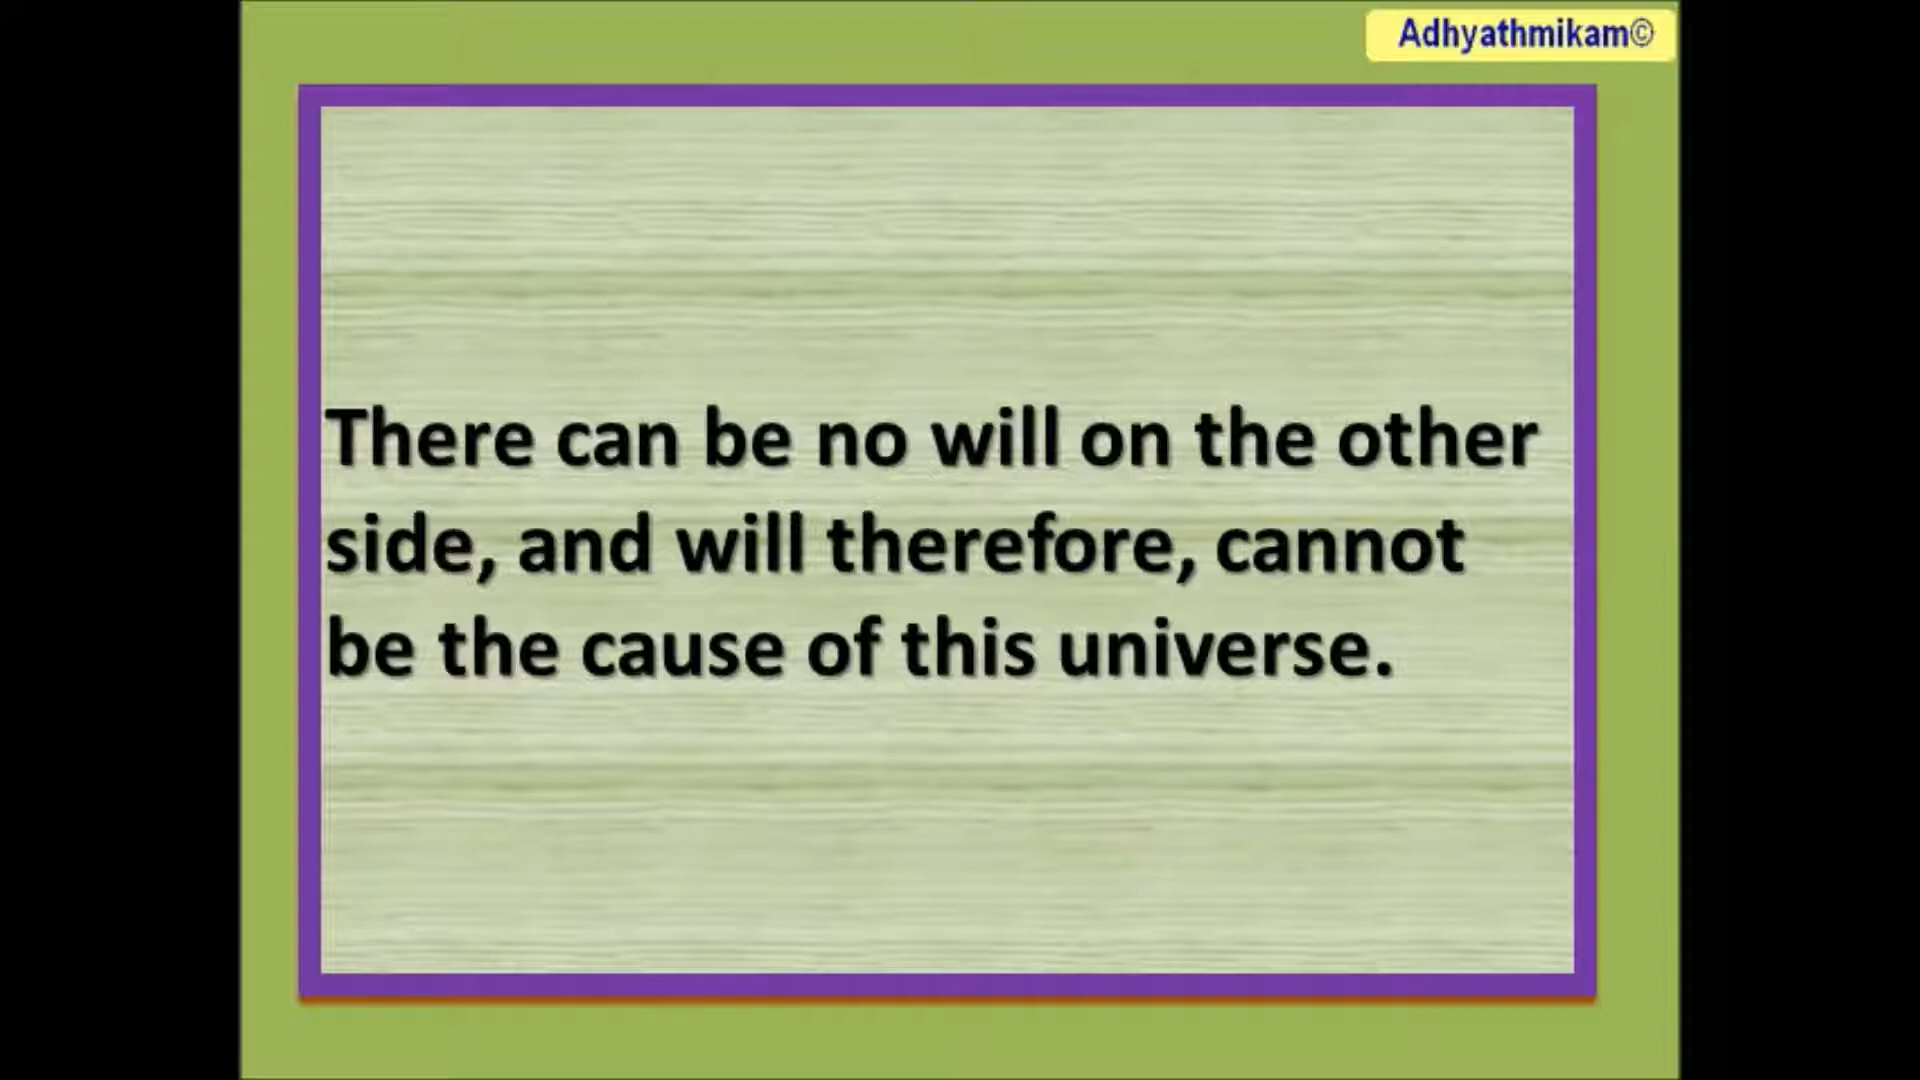 Adhyathmikam©
There can be no will on the other
side, and will therefore, cannot
be the cause of this universe.